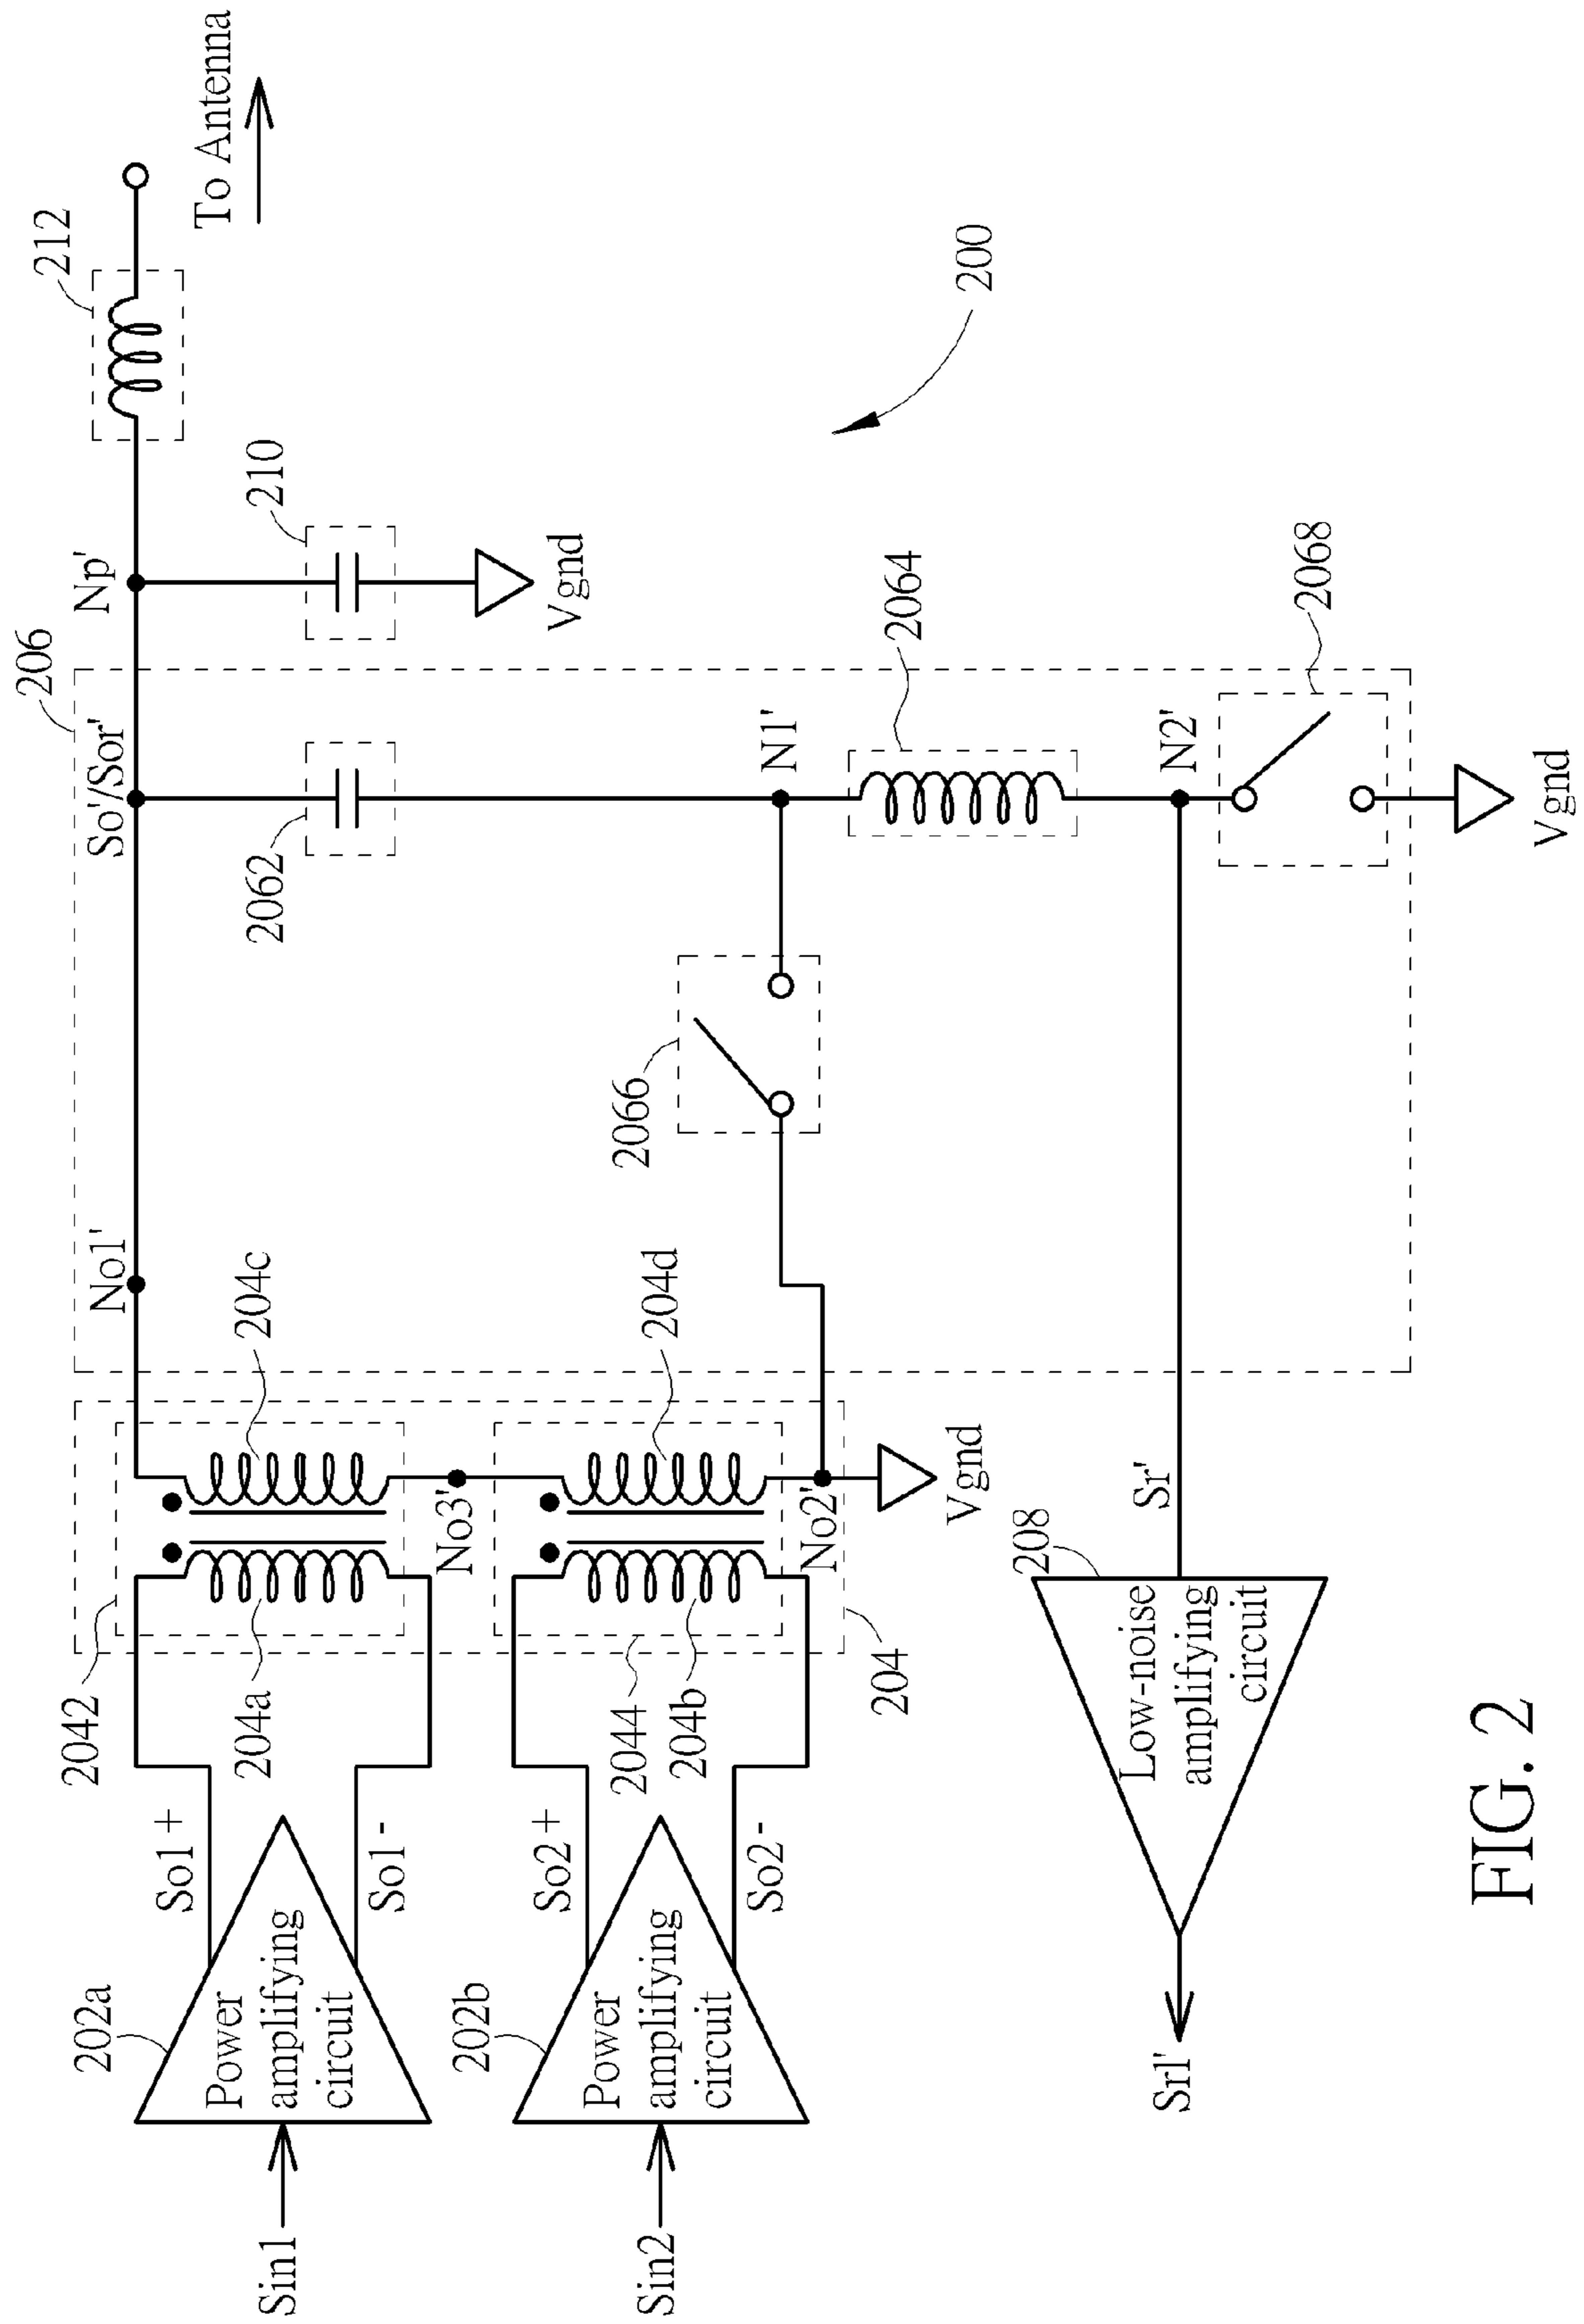 206
212
No1'
So'/Sor'
Np'
To Antenna
2042
202a
So1+
204a
204c
2062
210
Sin1
Power
amplifying
circuit
So1-
No3'
Vgnd
200
202b
So2+
2044
204b
204d
2066
Sin2
Power
amplifying
circuit
So2-
No2'
N1'
204
2064
Vgnd
208
Sr'
N2'
Srl'
Low-noise
amplifying
circuit
2068
Vgnd
FIG. 2